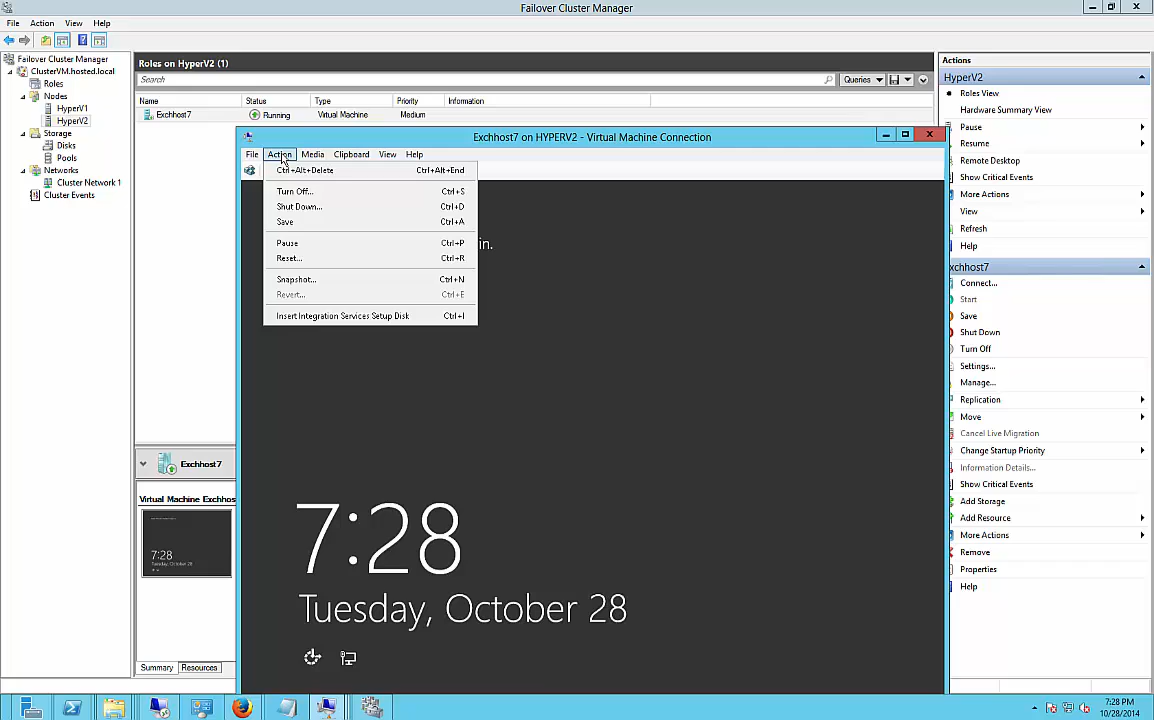 Failover Cluster Manager
File Action View Help
Failover Cluster Manager
ClusterVM.hosted.local
Roles
Nodes
HyperV1
HyperV2
Storage
Disks
Pools
Networks
Cluster Network 1
Cluster Events
Roles on HyperV2 (1)
Search
Queries
Name Status Type Priority Information
Exchhost7 Running Virtual Machine Medium
Exchhost7 on HYPERV2 - Virtual Machine Connection
File Action Media Clipboard View Help
Ctrl+Alt+Delete Ctrl+Alt+End
Turn Off... Ctrl+S
Shut Down... Ctrl+D
Save Ctrl+A
Pause Ctrl+P
Reset... Ctrl+R
Snapshot... Ctrl+N
Revert... Ctrl+E
Insert Integration Services Setup Disk Ctrl+I
in.
7:28
Tuesday, October 28
Exchhost7
Virtual Machine Exchhos
7:28
Tuesday, October 28
Summary Resources
Actions
HyperV2
Roles View
Hardware Summary View
Pause
Resume
Remote Desktop
Show Critical Events
More Actions
View
Refresh
Help
xchhost7
Connect...
Start
Save
Shut Down
Turn Off
Settings...
Manage...
Replication
Move
Cancel Live Migration
Change Startup Priority
Information Details...
Show Critical Events
Add Storage
Add Resource
More Actions
Remove
Properties
Help
7:28 PM
10/28/2014